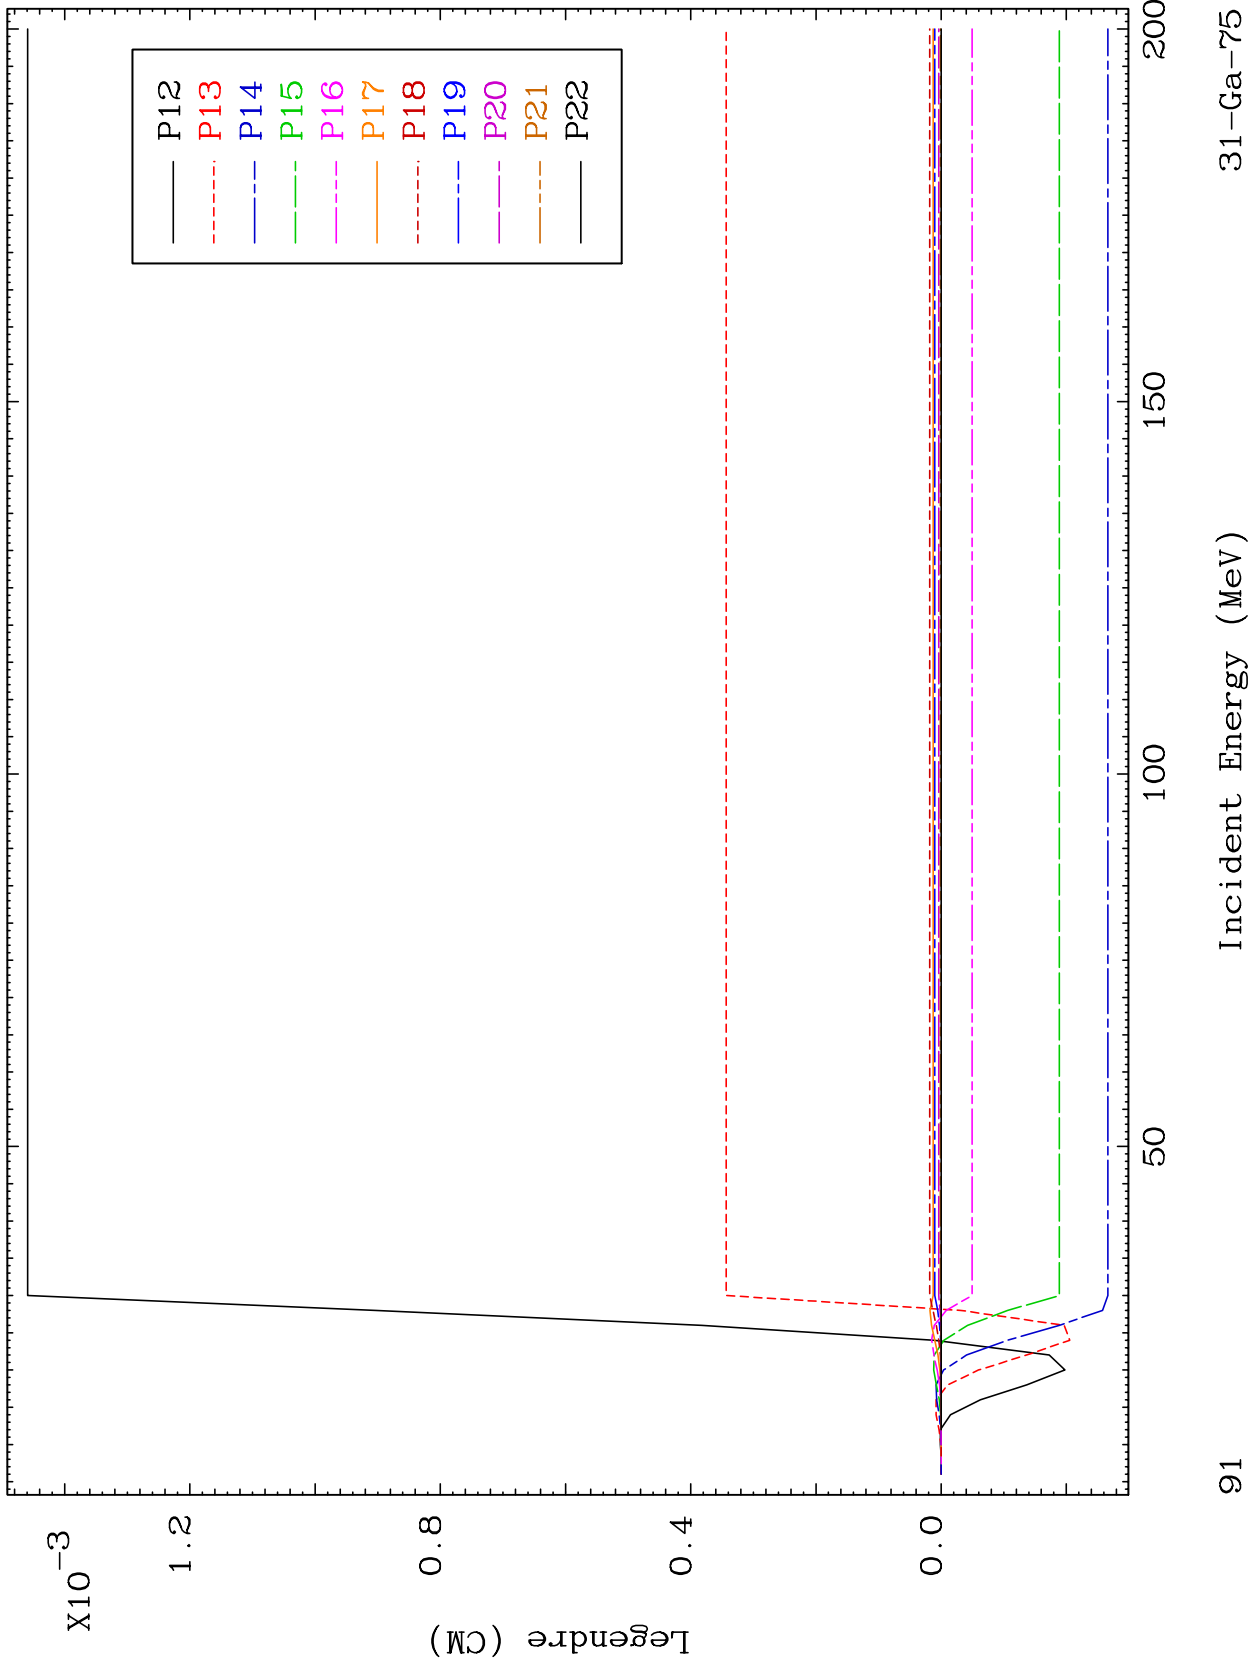 X10⁻³
1.2
0.8
0.4
0.0
Legendre (CM)
P12
P13
P14
P15
P16
P17
P18
P19
P20
P21
P22
50
100
150
200
Incident Energy (MeV)
91
31-Ga-75